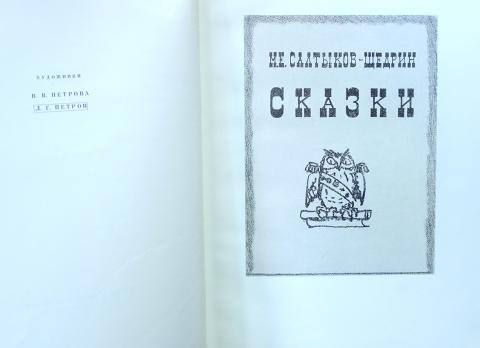 ХУДОЖНИКИ
В. В. ПЕТРОВА
Д. Г. ПЕТРОВ
М.Е. САЛТЫКОВ-ЩЕДРИН
СКАЗКИ